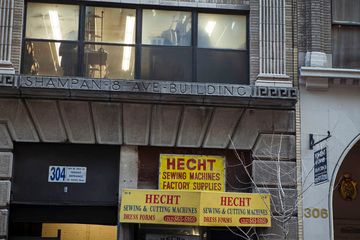 SHAMPAN-8 AVE-BUILDING
304
HECHT
SEWING MACHINES
FACTORY SUPPLIES
HECHT
SEWING & CUTTING MACHINES
DRESS FORMS
HECHT
SEWING & CUTTING MACHINES
DRESS FORMS
306